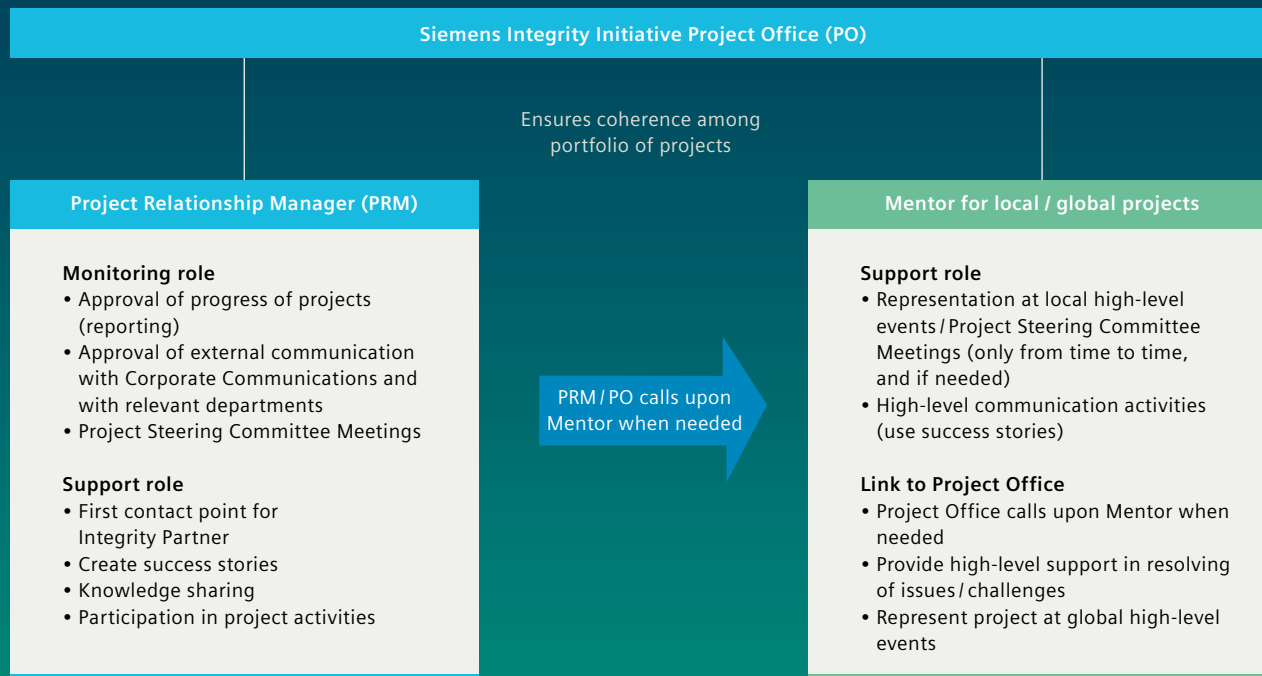 Siemens Integrity Initiative Project Office (PO)
Ensures coherence among
portfolio of projects
Project Relationship Manager (PRM)
Monitoring role
• Approval of progress of projects
(reporting)
• Approval of external communication
with Corporate Communications and
with relevant departments
• Project Steering Committee Meetings
Support role
• First contact point for
Integrity Partner
• Create success stories
• Knowledge sharing
• Participation in project activities
PRM / PO calls upon
Mentor when needed
Mentor for local / global projects
Support role
• Representation at local high-level
events / Project Steering Committee
Meetings (only from time to time,
and if needed)
• High-level communication activities
(use success stories)
Link to Project Office
• Project Office calls upon Mentor when
needed
• Provide high-level support in resolving
of issues / challenges
• Represent project at global high-level
events